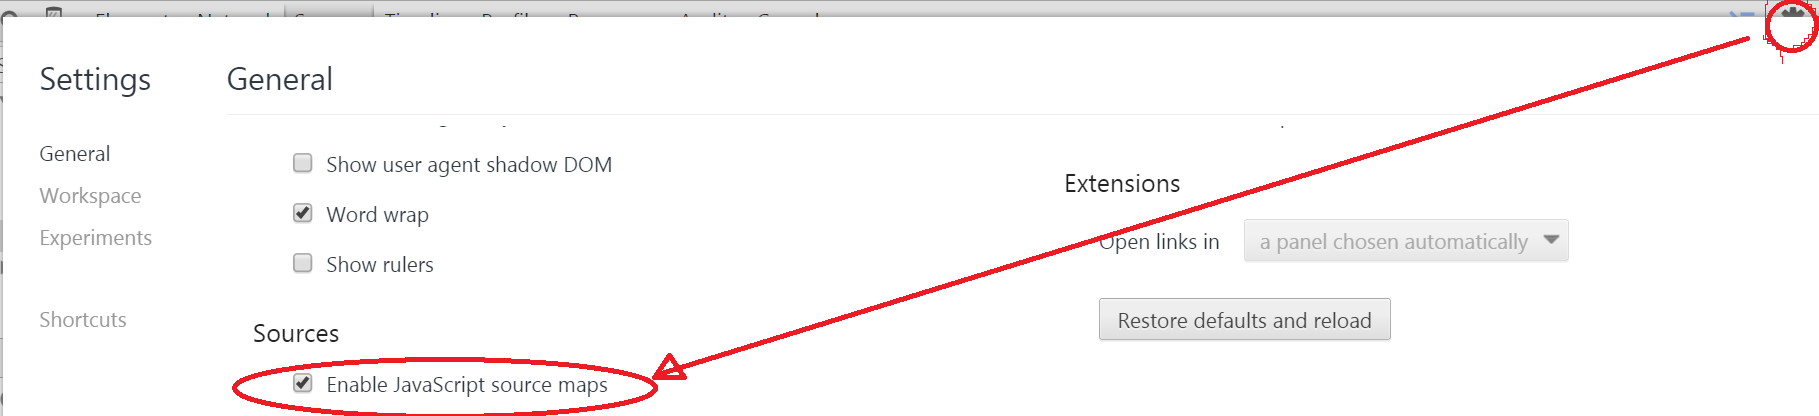 Settings
General
General
Workspace
Experiments
Shortcuts
Show user agent shadow DOM
Word wrap
Show rulers
Sources
Enable JavaScript source maps
Extensions
Open links in
a panel chosen automatically
Restore defaults and reload